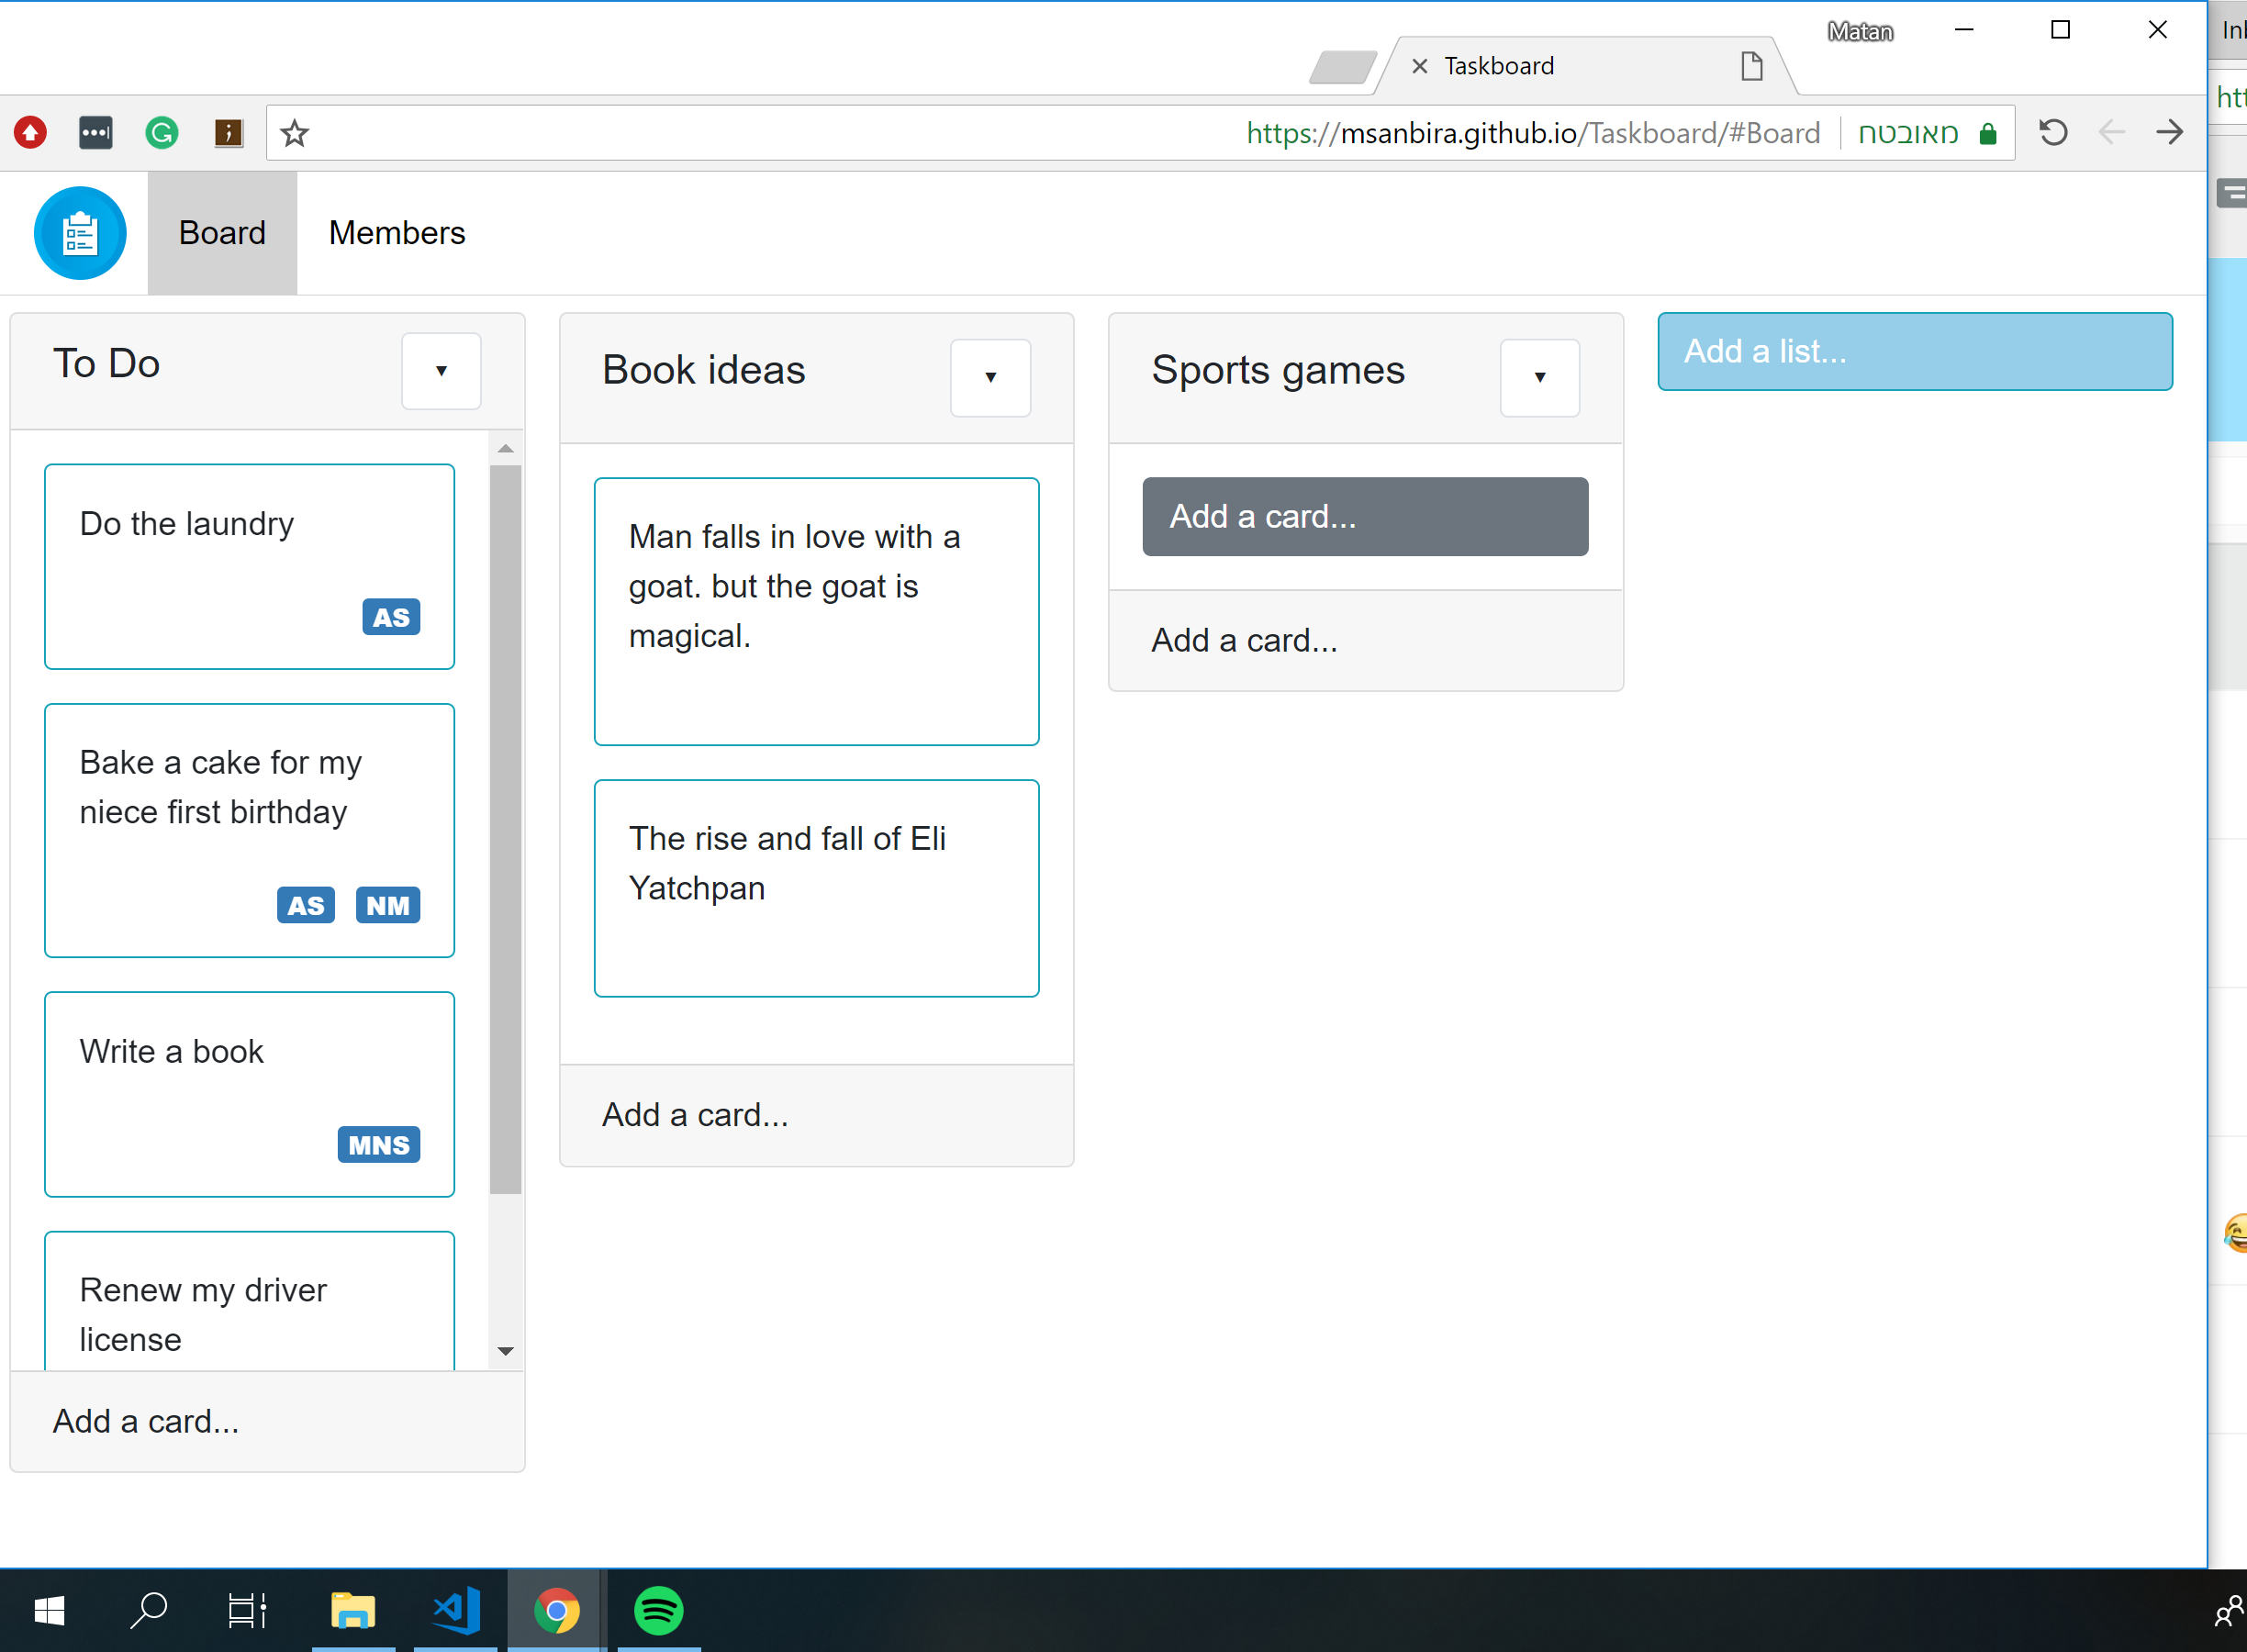 Matan
Taskboard
Inb
https://msanbira.github.io/Taskboard/#Board
מאובטח
htt
Board
Members
To Do
Do the laundry
AS
Bake a cake for my
niece first birthday
AS NM
Write a book
MNS
Renew my driver
license
Add a card...
Book ideas
Man falls in love with a
goat. but the goat is
magical.
The rise and fall of Eli
Yatchpan
Add a card...
Sports games
Add a card...
Add a card...
Add a list...